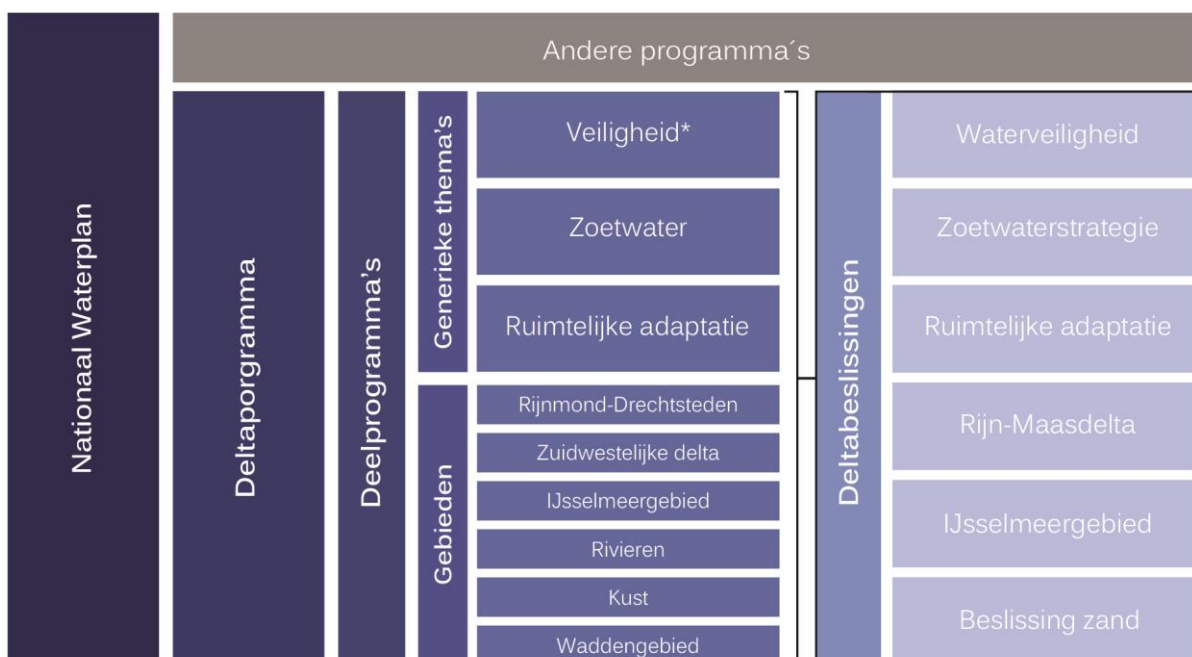 Nationaal Waterplan
Andere programma´s
Deltaporgramma
Deelprogramma's
Generieke thema's
Veiligheid*
Zoetwater
Ruimtelijke adaptatie
Gebieden
Rijnmond-Drechtsteden
Zuidwestelijke delta
IJsselmeergebied
Rivieren
Kust
Waddengebied
Deltabeslissingen
Waterveiligheid
Zoetwaterstrategie
Ruimtelijke adaptatie
Rijn-Maasdelta
IJsselmeergebied
Beslissing zand